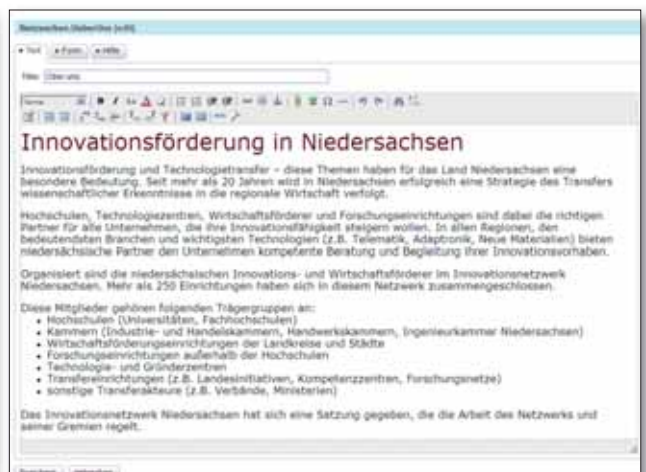 Text Form Hilfe
Title: Über uns
Innovationsförderung in Niedersachsen
Innovationsförderung und Technologietransfer – diese Themen haben für das Land Niedersachsen eine
besondere Bedeutung. Seit mehr als 20 Jahren wird in Niedersachsen erfolgreich eine Strategie des Transfers
wissenschaftlicher Erkenntnisse in die regionale Wirtschaft verfolgt.
Hochschulen, Technologiezentren, Wirtschaftsförderer und Forschungseinrichtungen sind dabei die richtigen
Partner für alle Unternehmen, die ihre Innovationsfähigkeit steigern wollen. In allen Regionen, den
bedeutendsten Branchen und wichtigsten Technologien (z.B. Telematik, Adaptronik, Neue Materialien) bieten
niedersächsische Partner den Unternehmen kompetente Beratung und Begleitung ihrer Innovationsvorhaben.
Organisiert sind die niedersächsischen Innovations- und Wirtschaftsförderer im Innovationsnetzwerk
Niedersachsen. Mehr als 250 Einrichtungen haben sich in diesem Netzwerk zusammengeschlossen.
Diese Mitglieder gehören folgenden Trägergruppen an:
• Hochschulen (Universitäten, Fachhochschulen)
• Kammern (Industrie- und Handelskammern, Handwerkskammern, Ingenieurkammer Niedersachsen)
• Wirtschaftsförderungseinrichtungen der Landkreise und Städte
• Forschungseinrichtungen außerhalb der Hochschulen
• Technologie- und Gründerzentren
• Transfereinrichtungen (z.B. Landesinitiativen, Kompetenzzentren, Forschungsnetze)
• sonstige Transferakteure (z.B. Verbände, Ministerien)
Das Innovationsnetzwerk Niedersachsen hat sich eine Satzung gegeben, die die Arbeit des Netzwerks und
seiner Gremien regelt.